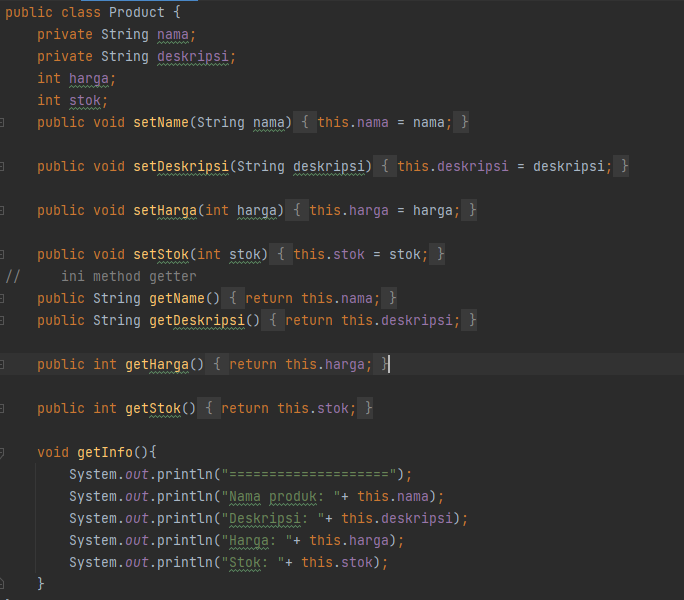 public class Product {
private String nama;
private String deskripsi;
int harga;
int stok;
public void setName(String nama) { this.nama = nama; }
public void setDeskripsi(String deskripsi) { this.deskripsi = deskripsi; }
public void setHarga(int harga) { this.harga = harga; }
public void setStok(int stok) { this.stok = stok; }
// ini method getter
public String getName() { return this.nama; }
public String getDeskripsi() { return this.deskripsi; }
public int getHarga() { return this.harga; }
public int getStok() { return this.stok; }
void getInfo(){
System.out.println("====================");
System.out.println("Nama produk: "+ this.nama);
System.out.println("Deskripsi: "+ this.deskripsi);
System.out.println("Harga: "+ this.harga);
System.out.println("Stok: "+ this.stok);
}